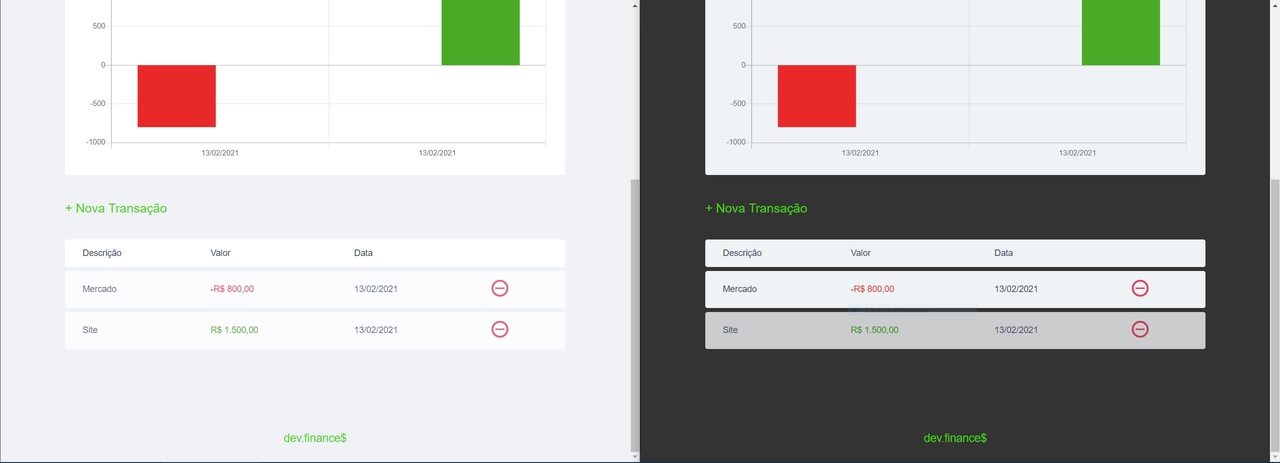 500
0
-500
-1000
13/02/2021 13/02/2021
+ Nova Transação
Descrição Valor Data
Mercado -R$ 800,00 13/02/2021
Site R$ 1.500,00 13/02/2021
dev.finance$
500
0
-500
-1000
13/02/2021 13/02/2021
+ Nova Transação
Descrição Valor Data
Mercado -R$ 800,00 13/02/2021
Site R$ 1.500,00 13/02/2021
dev.finance$